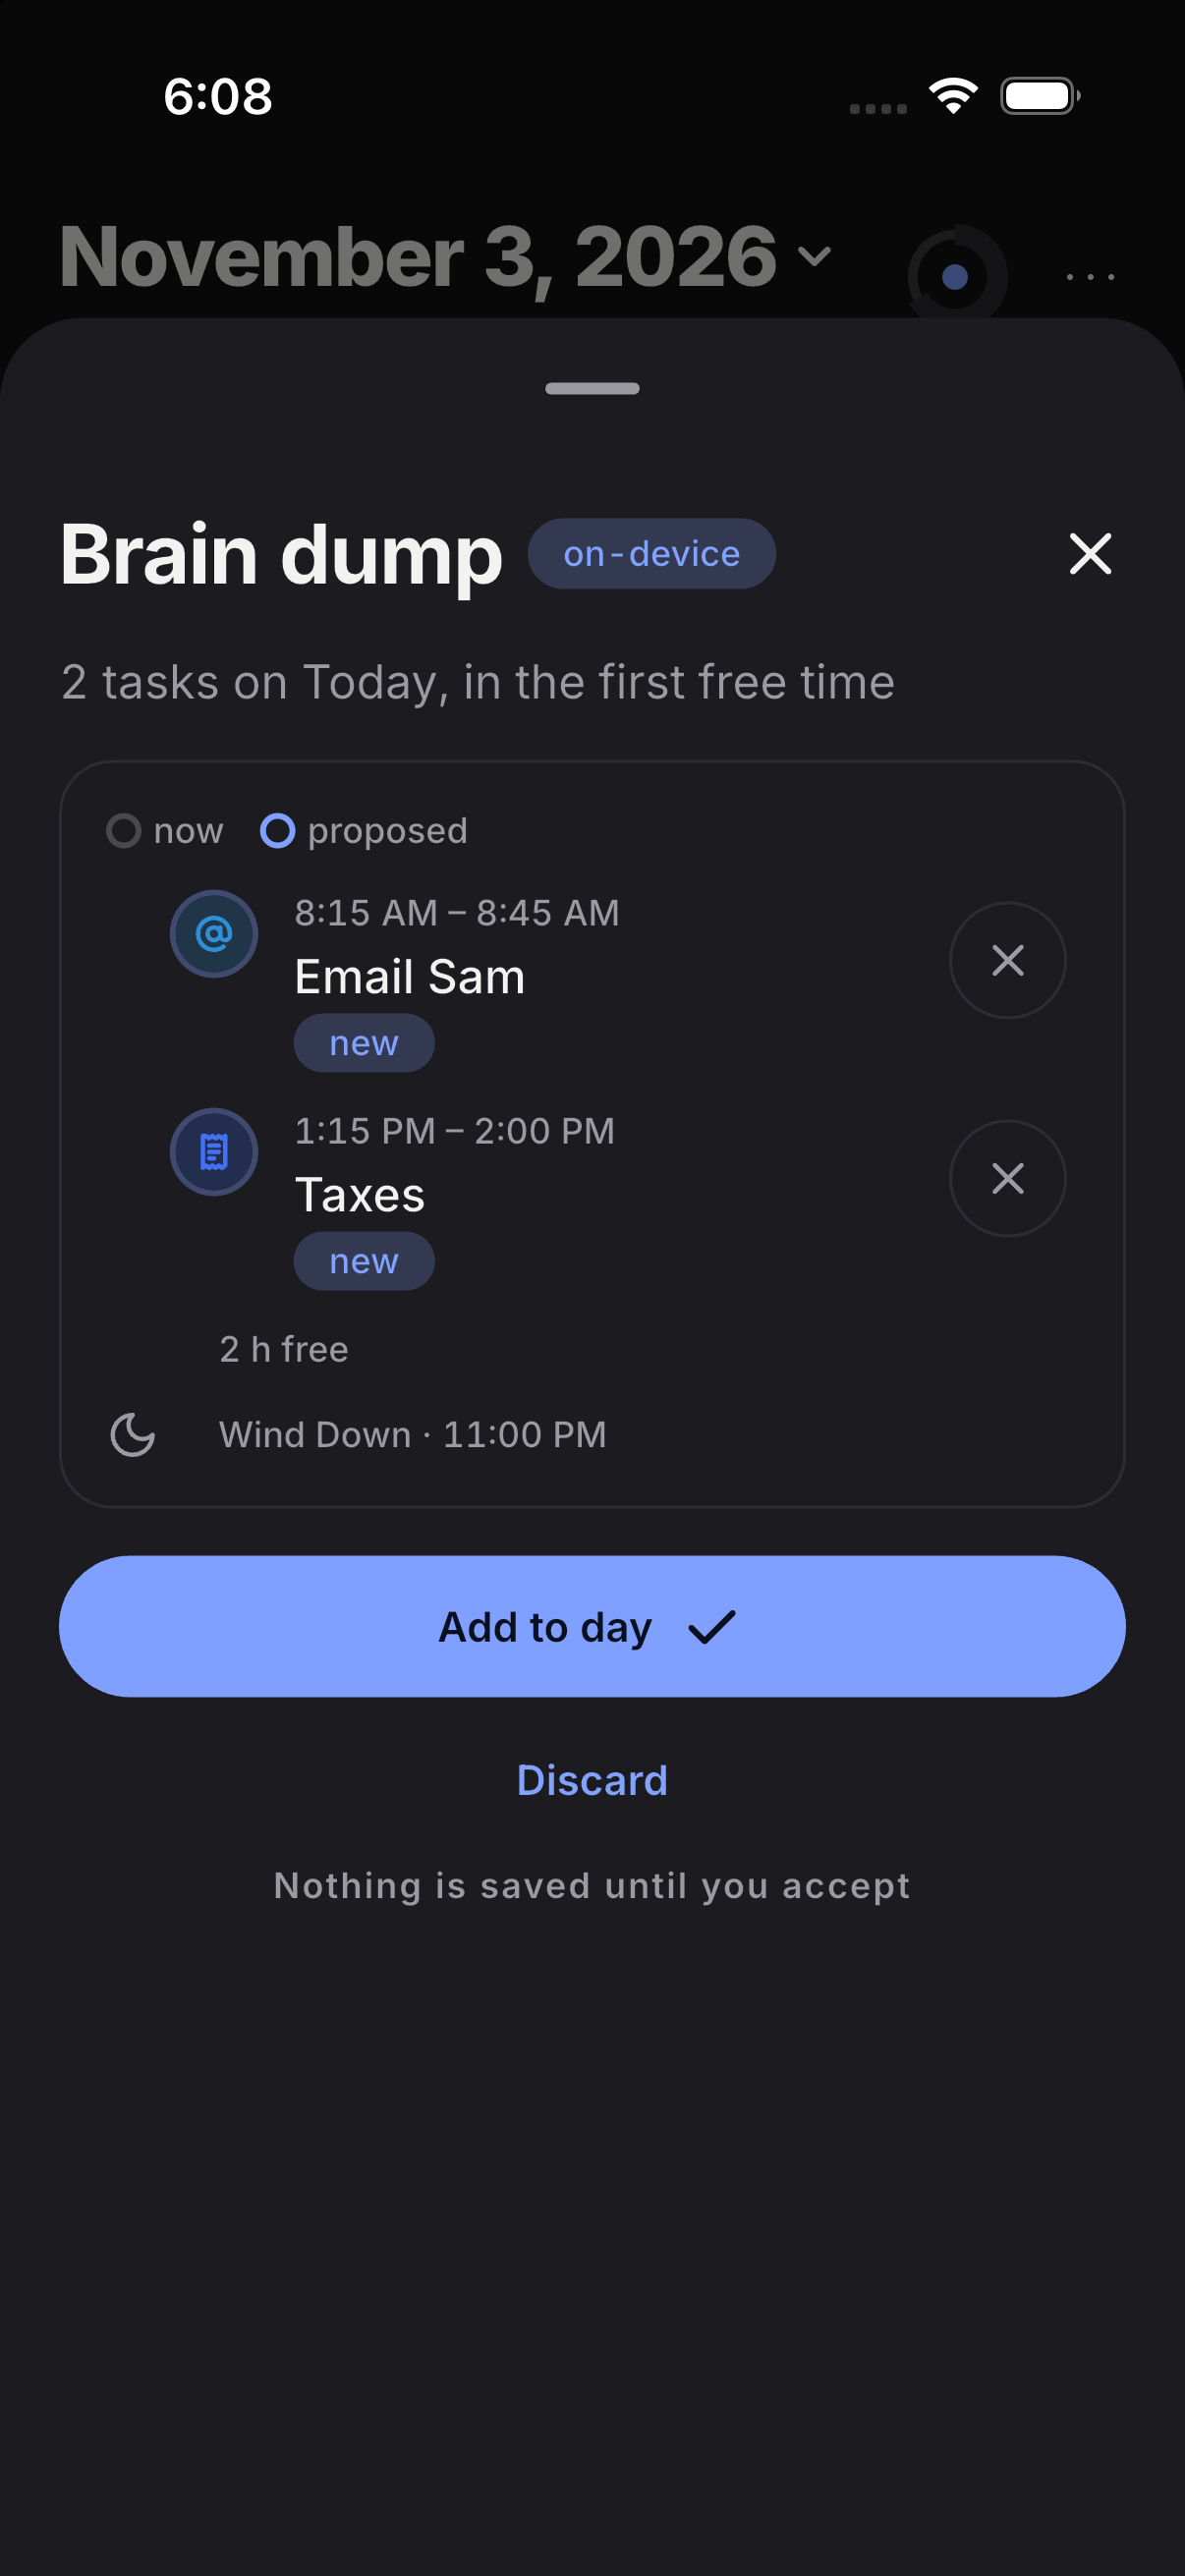 6:08
November 3, 2026
Brain dump on-device
2 tasks on Today, in the first free time
now proposed
8:15 AM – 8:45 AM
Email Sam
new
1:15 PM – 2:00 PM
Taxes
new
2 h free
Wind Down · 11:00 PM
Add to day
Discard
Nothing is saved until you accept